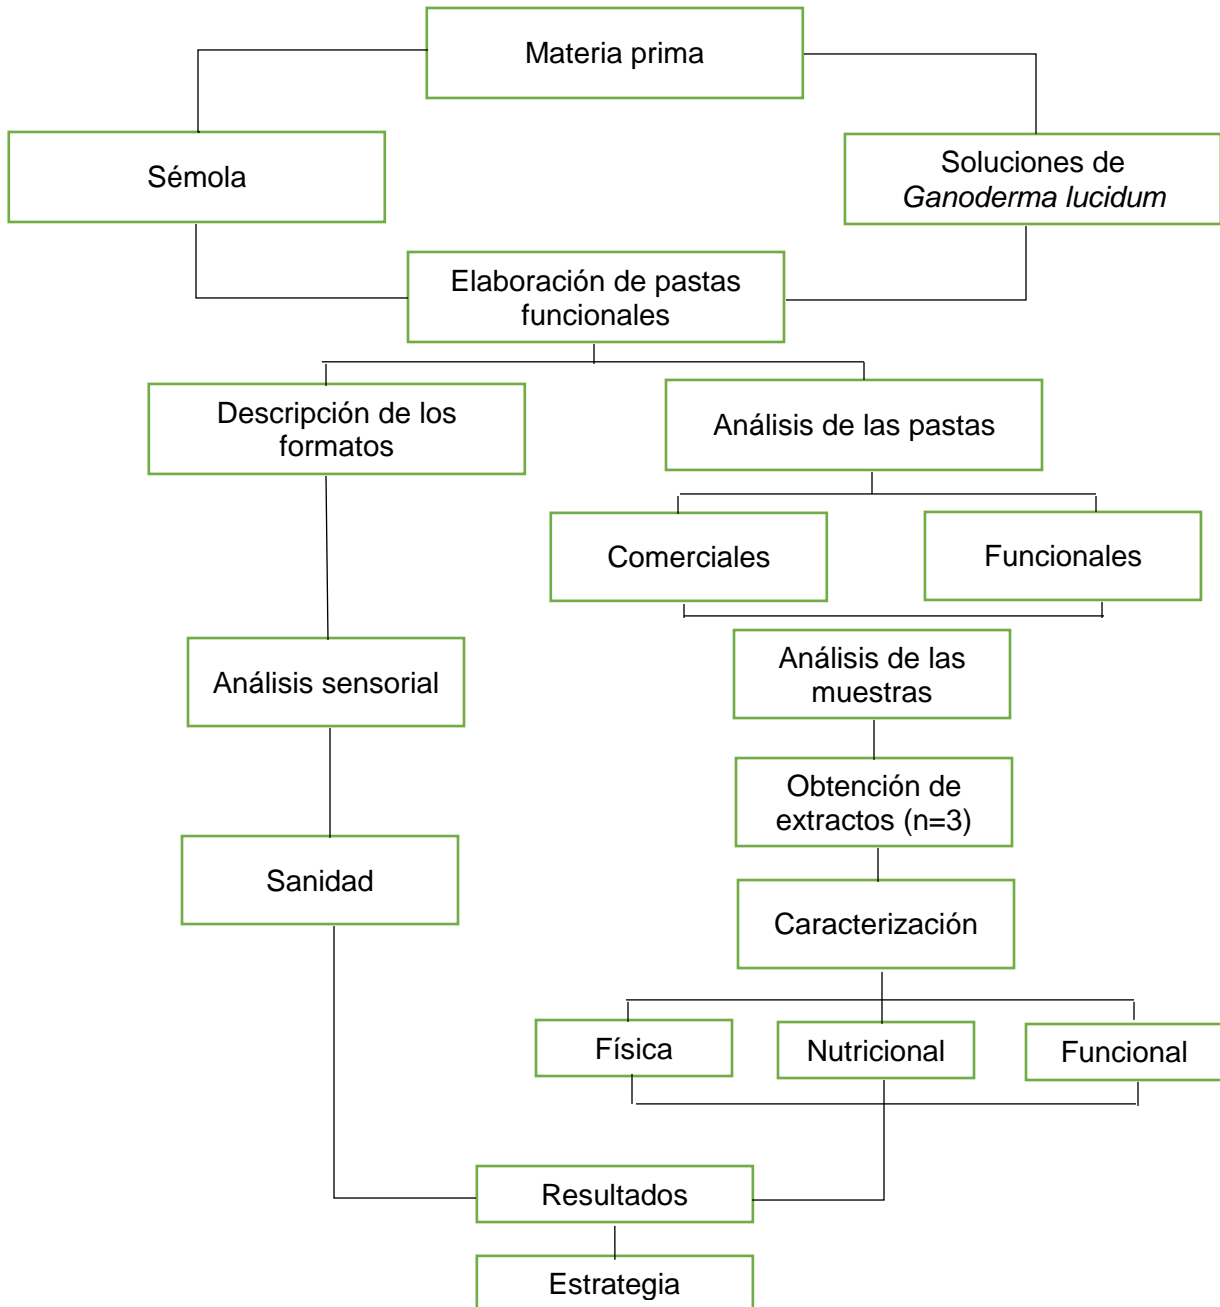 Materia prima
Sémola
Soluciones de
Ganoderma lucidum
Elaboración de pastas
funcionales
Descripción de los
formatos
Análisis de las pastas
Comerciales
Funcionales
Análisis sensorial
Análisis de las
muestras
Obtención de
extractos (n=3)
Sanidad
Caracterización
Física
Nutricional
Funcional
Resultados
Estrategia